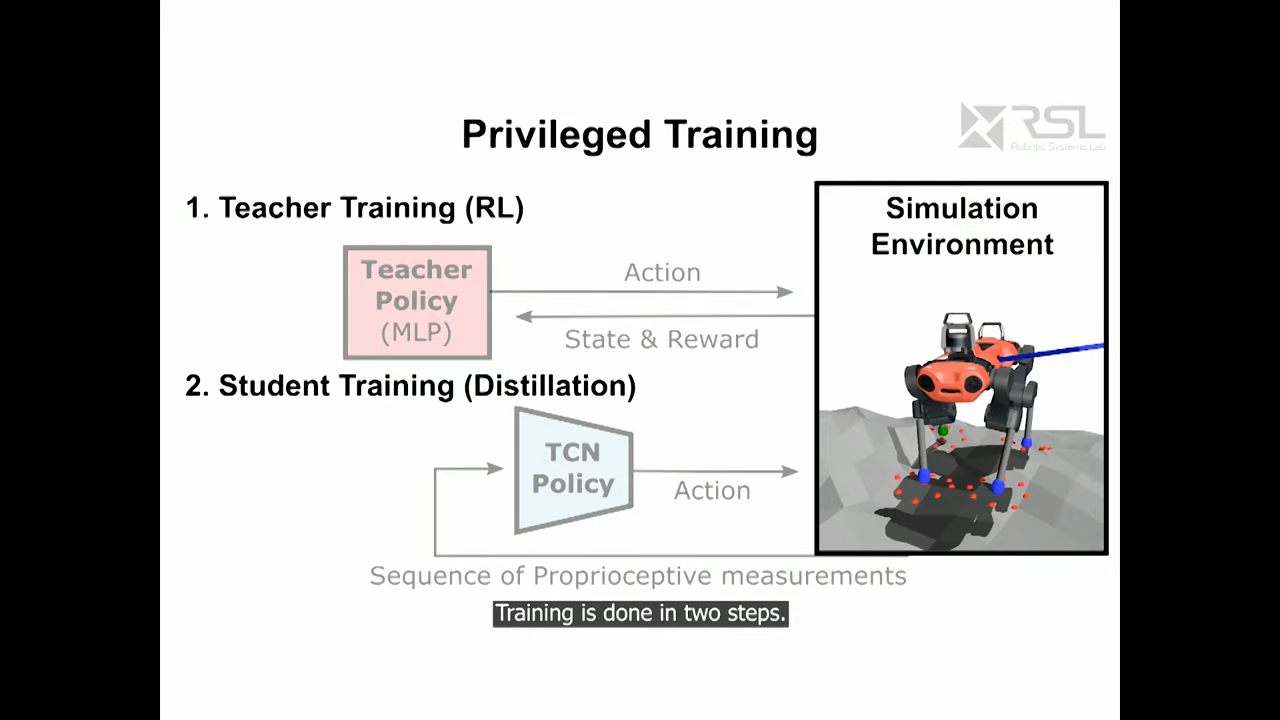 Privileged Training
RSL
Robotic Systems Lab
1. Teacher Training (RL)
Simulation
Environment
Teacher
Policy
(MLP)
Action
State & Reward
2. Student Training (Distillation)
TCN
Policy
Action
Sequence of Proprioceptive measurements
Training is done in two steps.